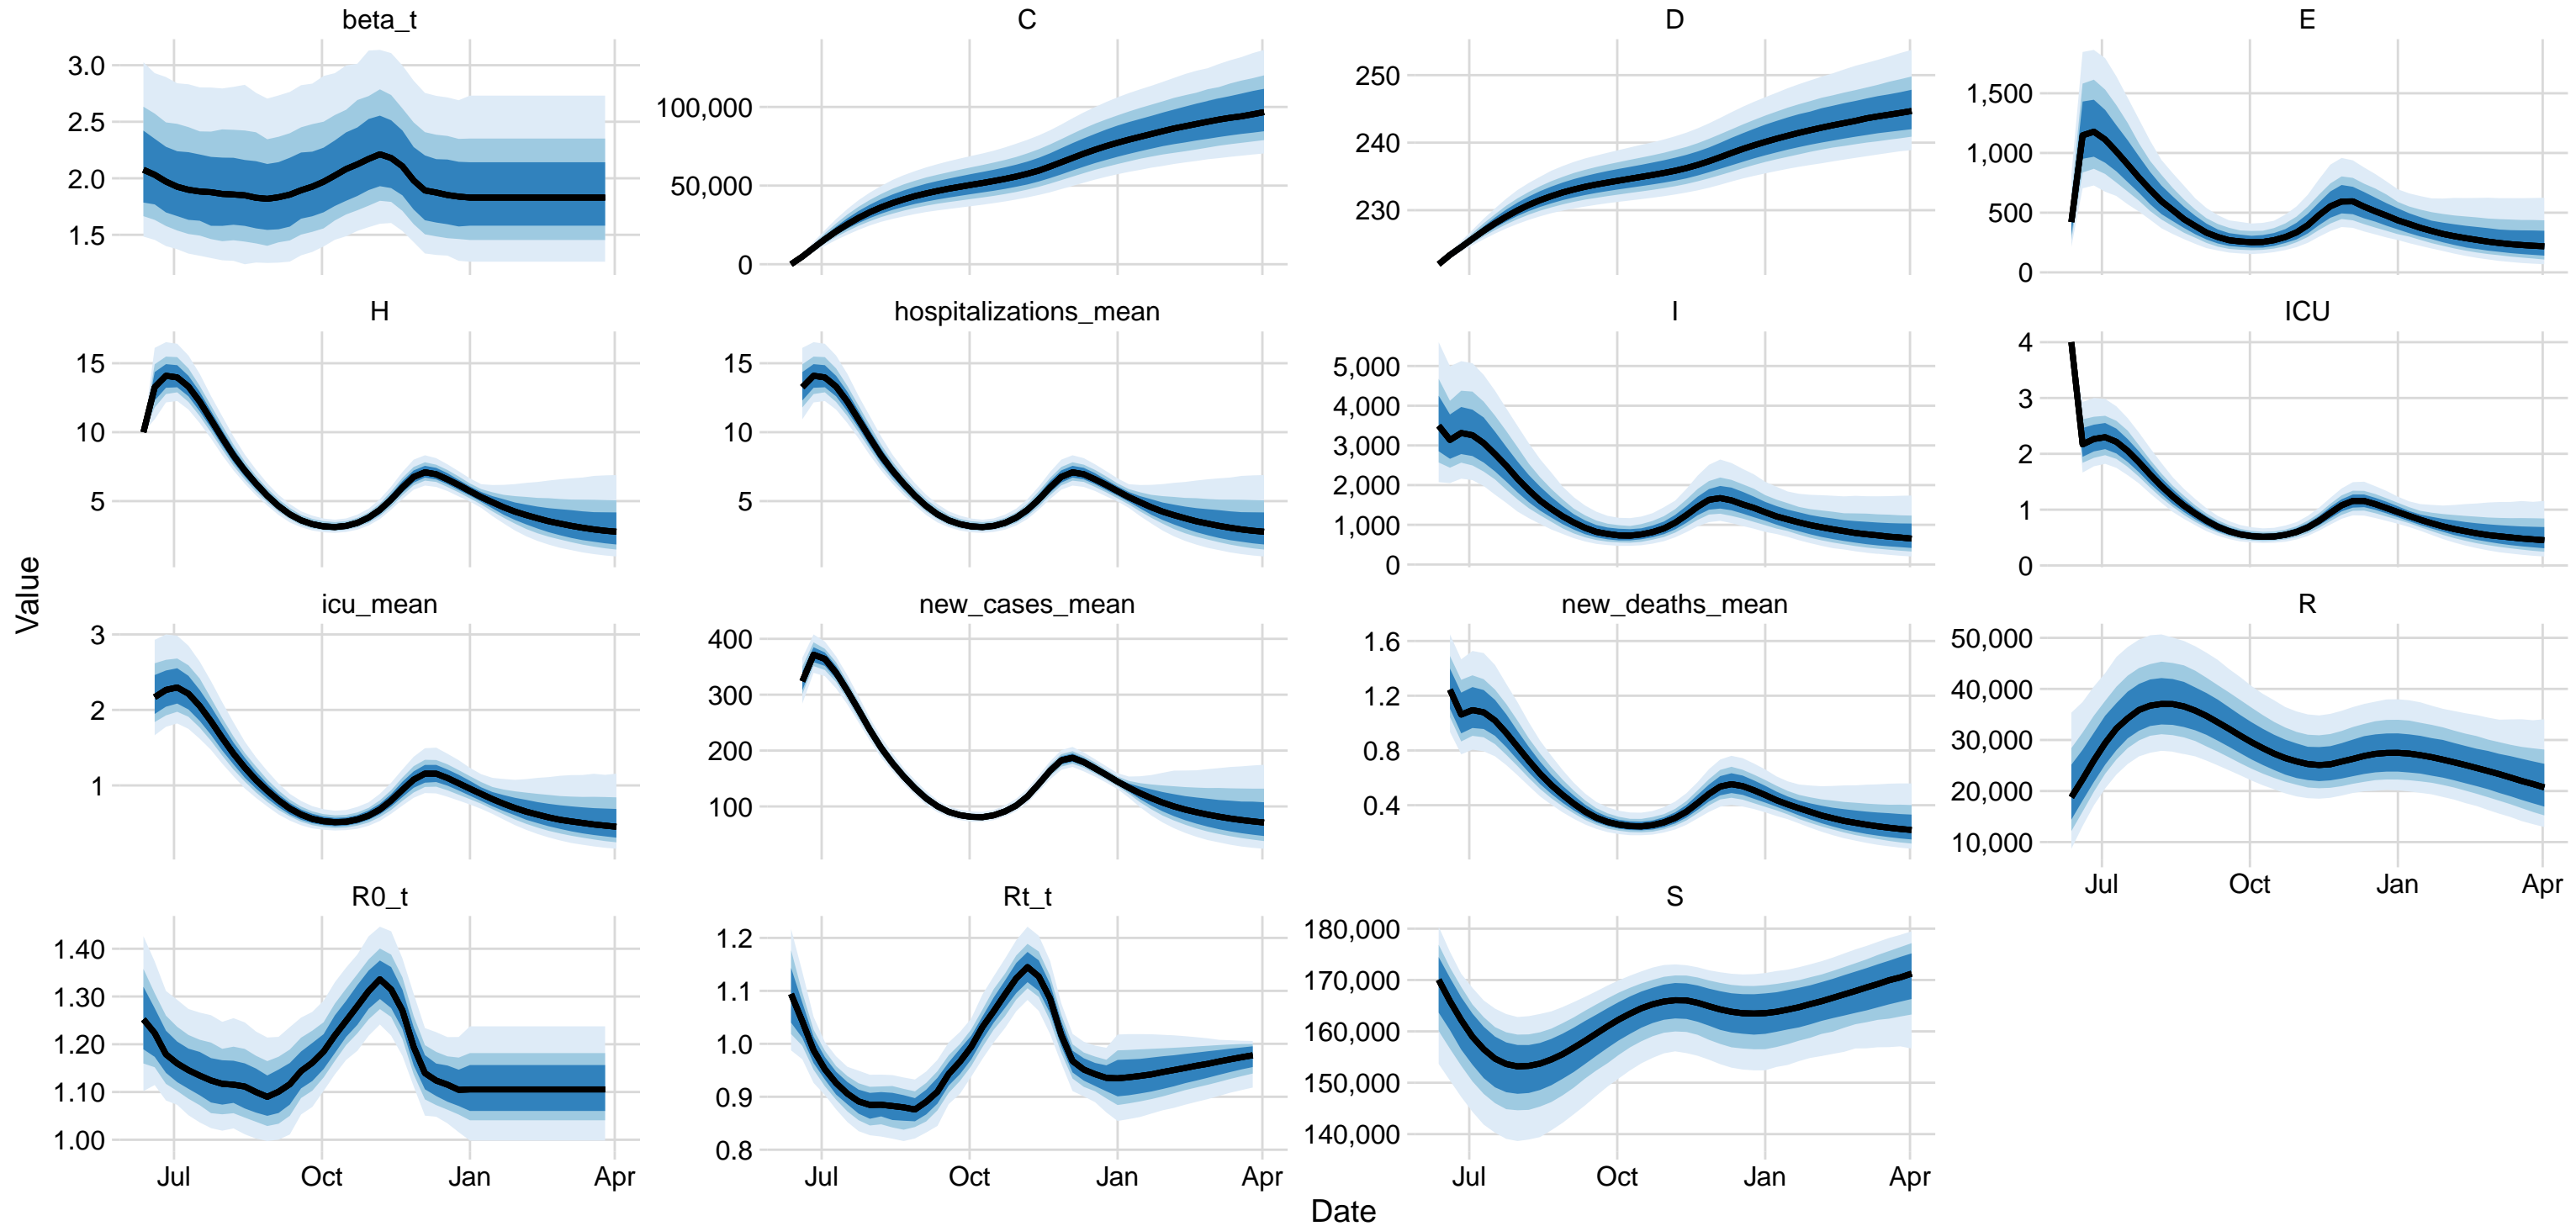 beta_t
C
D
E
3.0
2.5
2.0
1.5
100,000
50,000
0
250
240
230
1,500
1,000
500
0
H
hospitalizations_mean
I
ICU
15
10
5
15
10
5
5,000
4,000
3,000
2,000
1,000
0
4
3
2
1
0
Value
icu_mean
new_cases_mean
new_deaths_mean
R
3
2
1
400
300
200
100
1.6
1.2
0.8
0.4
50,000
40,000
30,000
20,000
10,000
Jul Oct Jan Apr
R0_t
Rt_t
S
1.40
1.30
1.20
1.10
1.00
1.2
1.1
1.0
0.9
0.8
180,000
170,000
160,000
150,000
140,000
Jul Oct Jan Apr
Jul Oct Jan Apr
Jul Oct Jan Apr
Date